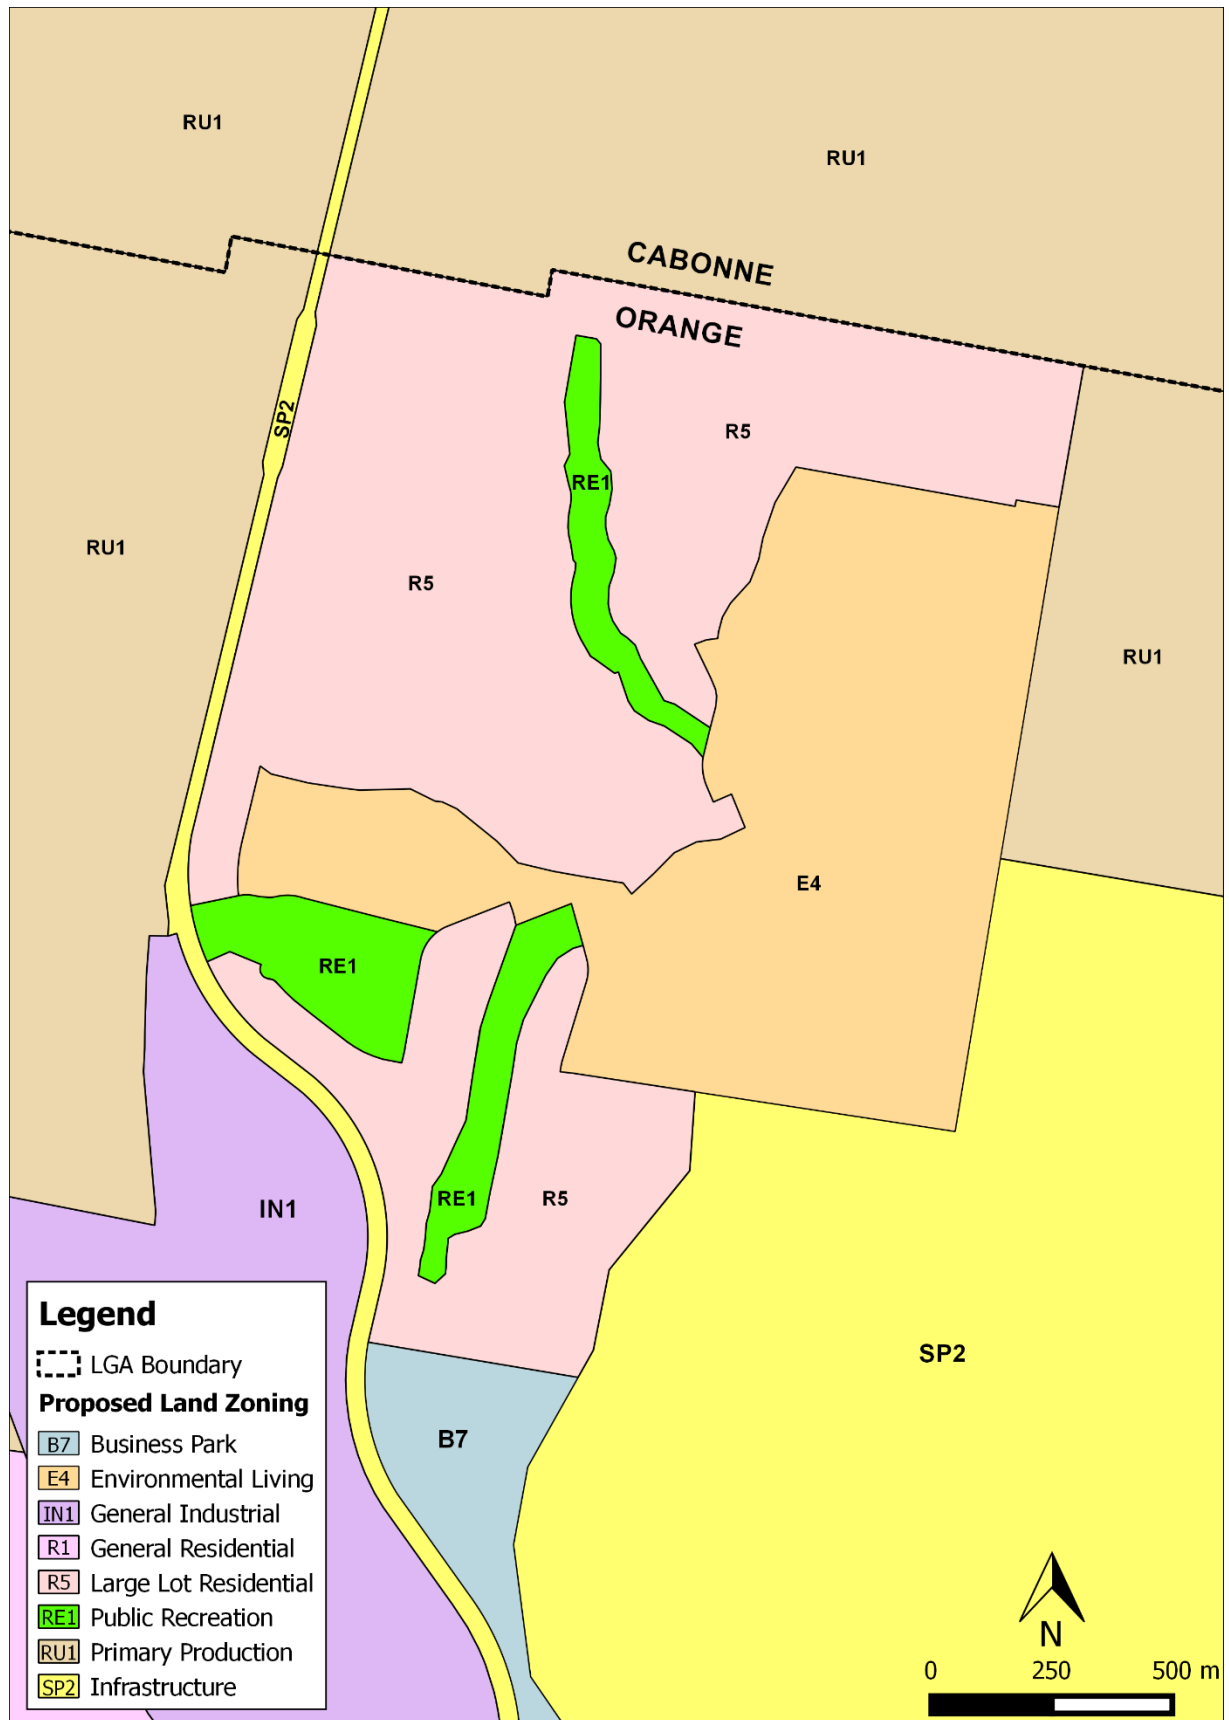 RU1
RU1
CABONNE
ORANGE
SP2
R5
RE1
RU1
R5
RU1
E4
RE1
RE1
R5
IN1
SP2
B7
Legend
LGA Boundary
Proposed Land Zoning
B7 Business Park
E4 Environmental Living
IN1 General Industrial
R1 General Residential
R5 Large Lot Residential
RE1 Public Recreation
RU1 Primary Production
SP2 Infrastructure
N
0 250 500 m